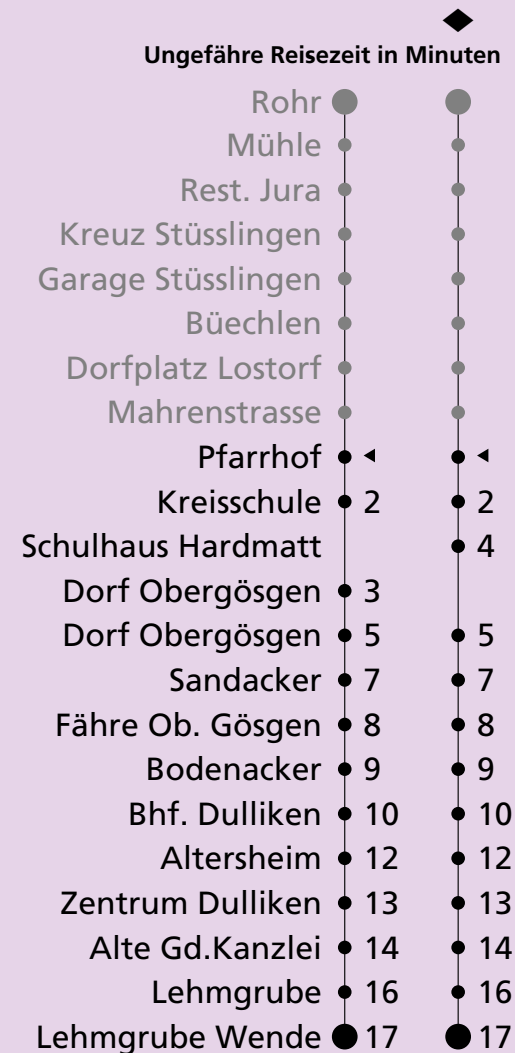 Ungefähre Reisezeit in Minuten
Rohr
Mühle
Rest. Jura
Kreuz Stüsslingen
Garage Stüsslingen
Büechlen
Dorfplatz Lostorf
Mahrenstrasse
Pfarrhof
Kreisschule 2 2
Schulhaus Hardmatt 4
Dorf Obergösgen 3
Dorf Obergösgen 5 5
Sandacker 7 7
Fähre Ob. Gösgen 8 8
Bodenacker 9 9
Bhf. Dulliken 10 10
Altersheim 12 12
Zentrum Dulliken 13 13
Alte Gd.Kanzlei 14 14
Lehmgrube 16 16
Lehmgrube Wende 17 17